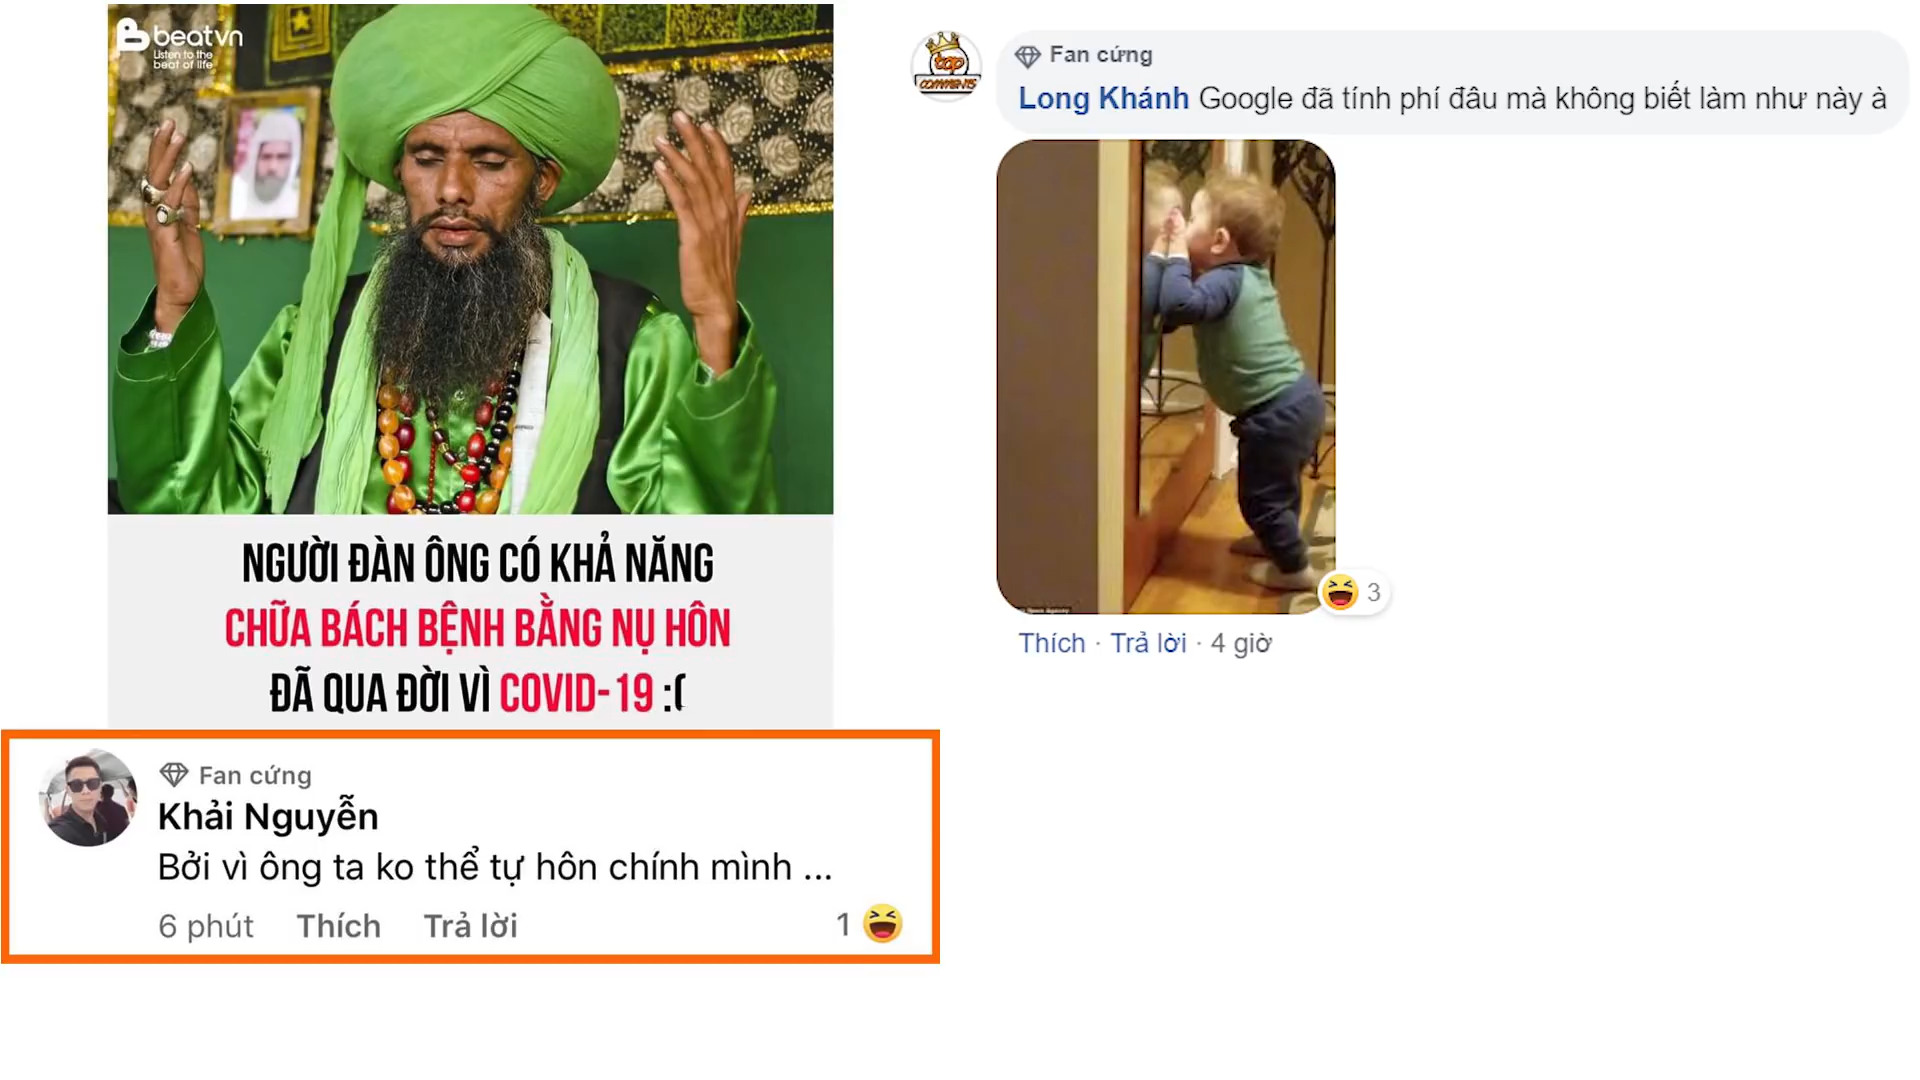 beatvn
Listen to the
beat of life
NGƯỜI ĐÀN ÔNG CÓ KHẢ NĂNG
CHỮA BÁCH BỆNH BẰNG NỤ HÔN
ĐÃ QUA ĐỜI VÌ COVID-19 :(
Fan cứng
Khải Nguyễn
Bởi vì ông ta ko thể tự hôn chính mình ...
6 phút Thích Trả lời 1
top
COMMENTS
Fan cứng
Long Khánh Google đã tính phí đâu mà không biết làm như này à
3
Thích · Trả lời · 4 giờ